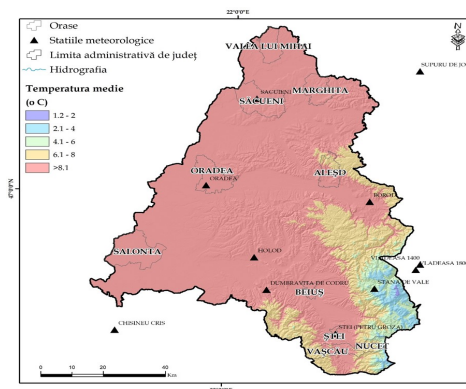 22°0'0"E
Orase
Statiile meteorologice
Limita administrativă de județ
Hidrografia
Temperatura medie
(o C)
1.2 - 2
2.1 - 4
4.1 - 6
6.1 - 8
>8.1
N
VALEA LUI MIHAI
SUPURU DE JO
SACUIENI
MARGHITA
SĂCUENI
ORADEA
ORADEA
ALEȘD
47°0'0"N
BOROD
SALONTA
HOLOD
VLADEASA 1400
VLADEASA 1800
DUMBRAVITA DE CODRU
STANA DE VALE
BEIUȘ
CHISINEU CRIS
ȘTEI
STEI (PETRU GROZA)
VAȘCAU
NUCET
0 10 20 40
Km